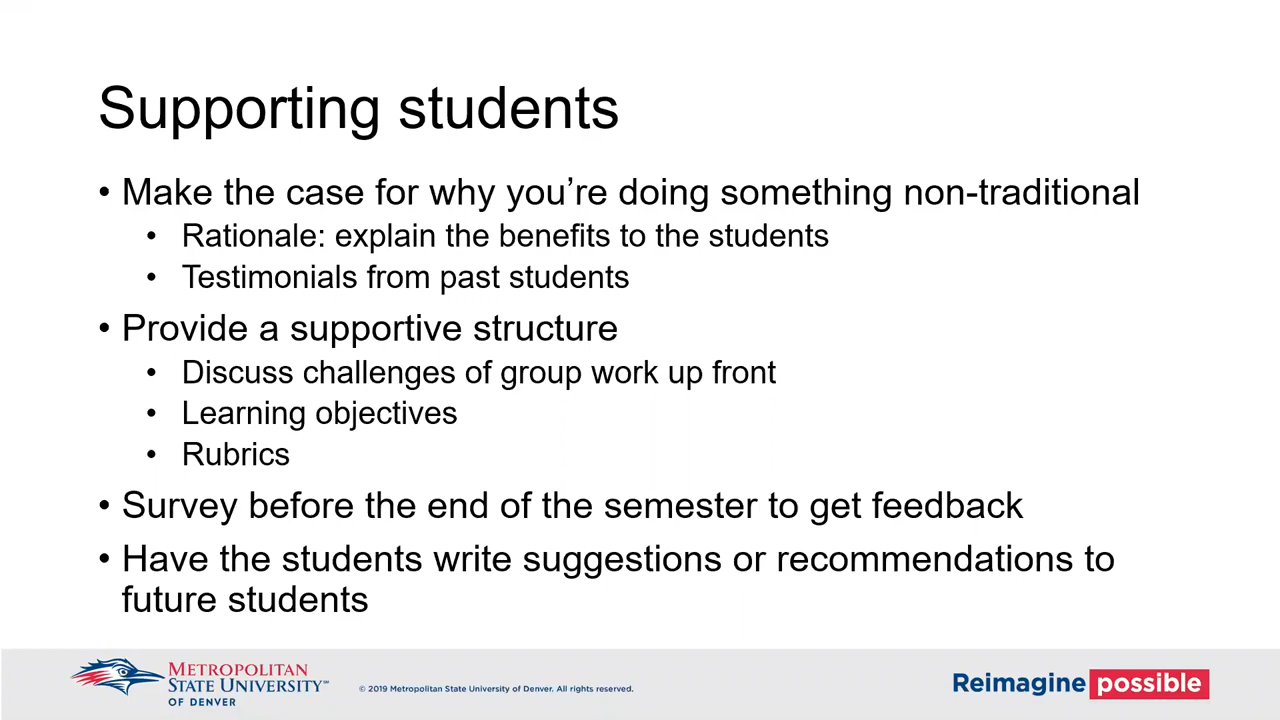 Supporting students
• Make the case for why you’re doing something non-traditional
• Rationale: explain the benefits to the students
• Testimonials from past students
• Provide a supportive structure
• Discuss challenges of group work up front
• Learning objectives
• Rubrics
• Survey before the end of the semester to get feedback
• Have the students write suggestions or recommendations to
future students
METROPOLITAN
STATE UNIVERSITY℠
OF DENVER
© 2019 Metropolitan State University of Denver. All rights reserved.
Reimagine possible